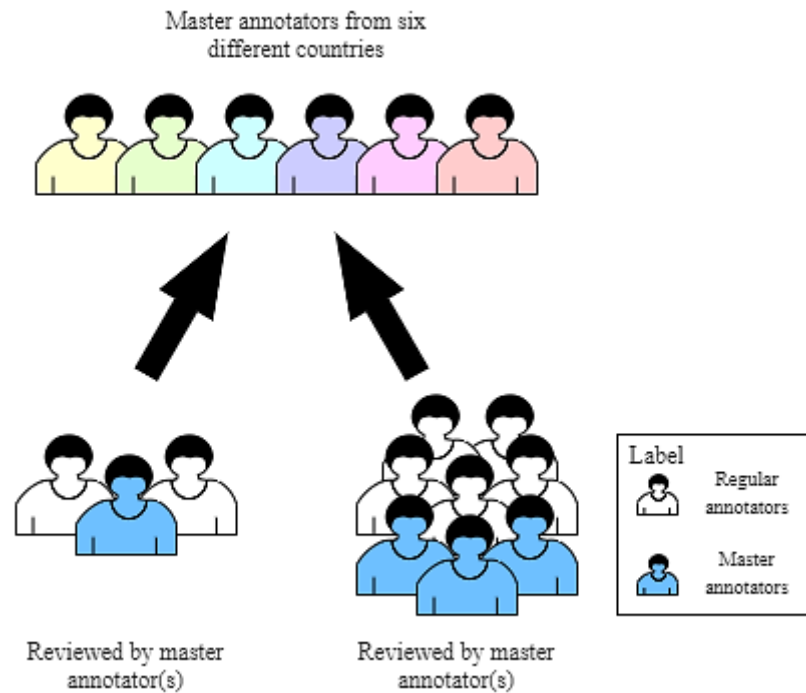 Master annotators from six
different countries
Label
Regular
annotators
Master
annotators
Reviewed by master
annotator(s)
Reviewed by master
annotator(s)